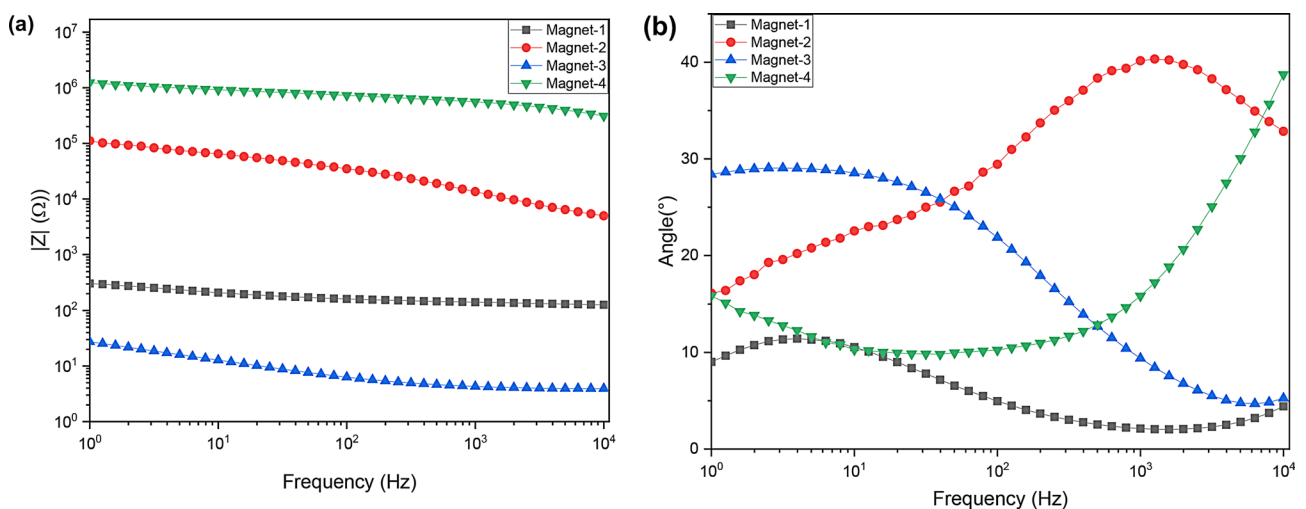 (a)
10^7
10^6
10^5
10^4
10^3
10^2
10^1
10^0
|Z| (Ω)
Magnet-1
Magnet-2
Magnet-3
Magnet-4
10^0 10^1 10^2 10^3 10^4
Frequency (Hz)
(b)
40
30
20
10
0
Angle(°)
Magnet-1
Magnet-2
Magnet-3
Magnet-4
10^0 10^1 10^2 10^3 10^4
Frequency (Hz)